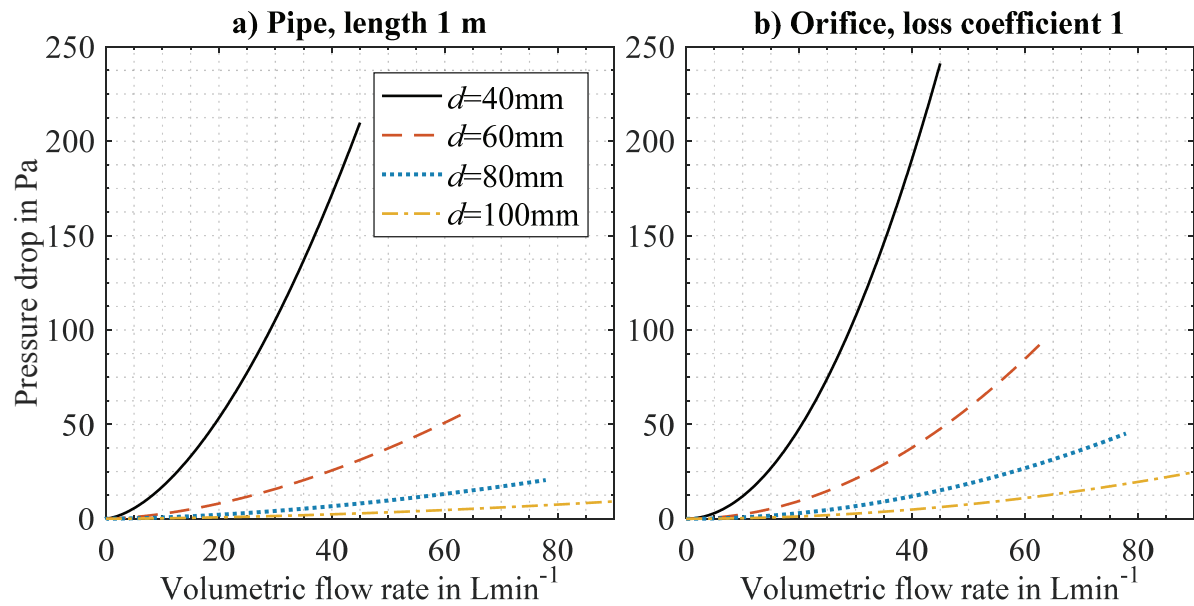 a) Pipe, length 1 m
b) Orifice, loss coefficient 1
Pressure drop in Pa
250
200
150
100
50
0
d=40mm
d=60mm
d=80mm
d=100mm
0 20 40 60 80
Volumetric flow rate in Lmin⁻¹
250
200
150
100
50
0
0 20 40 60 80
Volumetric flow rate in Lmin⁻¹